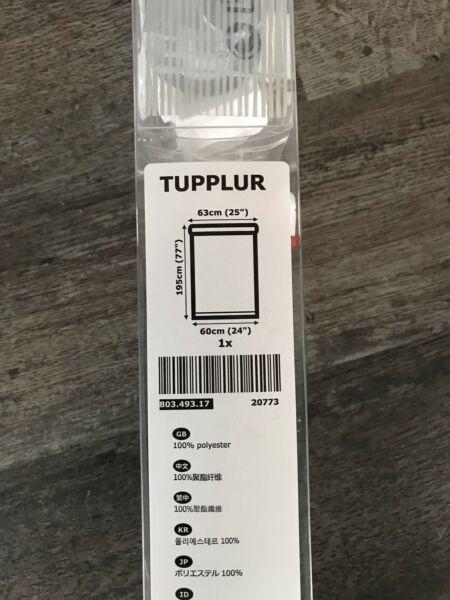 TUPPLUR
63cm (25")
195cm (77")
60cm (24")
1x
803.493.17 20773
GB
100% polyester
中文
100%聚酯纤维
繁中
100%聚酯纖維
KR
폴리에스테르 100%
JP
ポリエステル 100%
ID